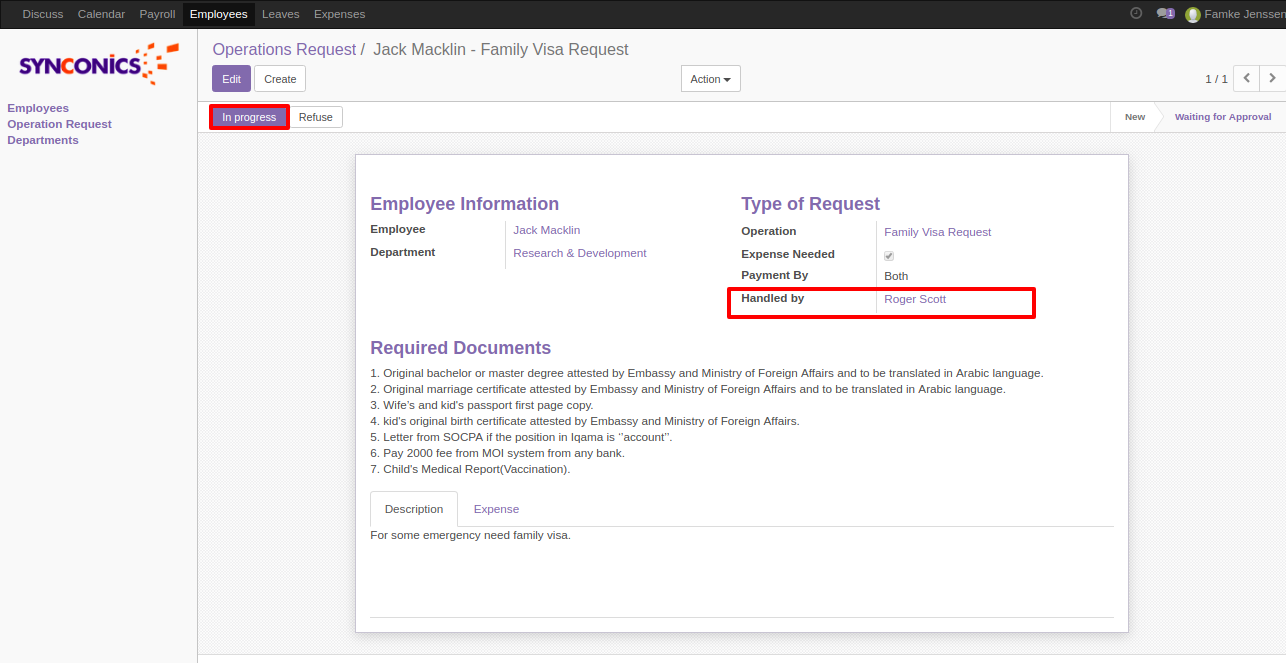 Discuss Calendar Payroll Employees Leaves Expenses 1 Famke Jenssen
SYNCONICS
Operations Request / Jack Macklin - Family Visa Request
Edit Create Action 1 / 1
Employees
Operation Request
Departments
In progress Refuse New Waiting for Approval
Employee Information
Employee Jack Macklin
Department Research & Development
Type of Request
Operation Family Visa Request
Expense Needed
Payment By Both
Handled by Roger Scott
Required Documents
1. Original bachelor or master degree attested by Embassy and Ministry of Foreign Affairs and to be translated in Arabic language.
2. Original marriage certificate attested by Embassy and Ministry of Foreign Affairs and to be translated in Arabic language.
3. Wife’s and kid's passport first page copy.
4. kid's original birth certificate attested by Embassy and Ministry of Foreign Affairs.
5. Letter from SOCPA if the position in Iqama is ‘‘account’’.
6. Pay 2000 fee from MOI system from any bank.
7. Child's Medical Report(Vaccination).
Description Expense
For some emergency need family visa.